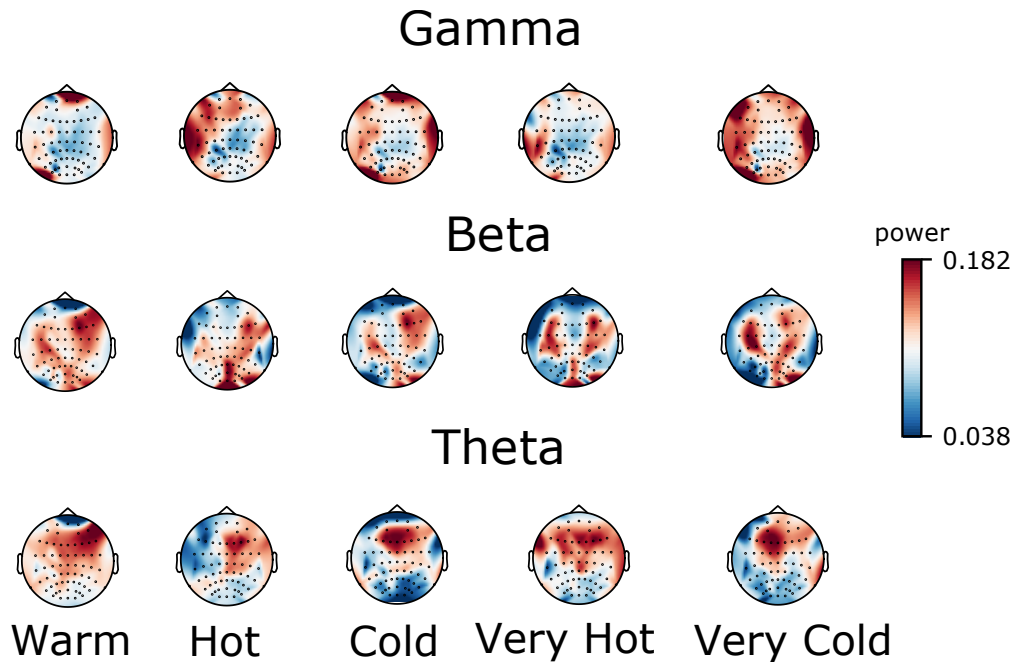 Gamma
Beta
power
0.182
0.038
Theta
Warm Hot Cold Very Hot Very Cold